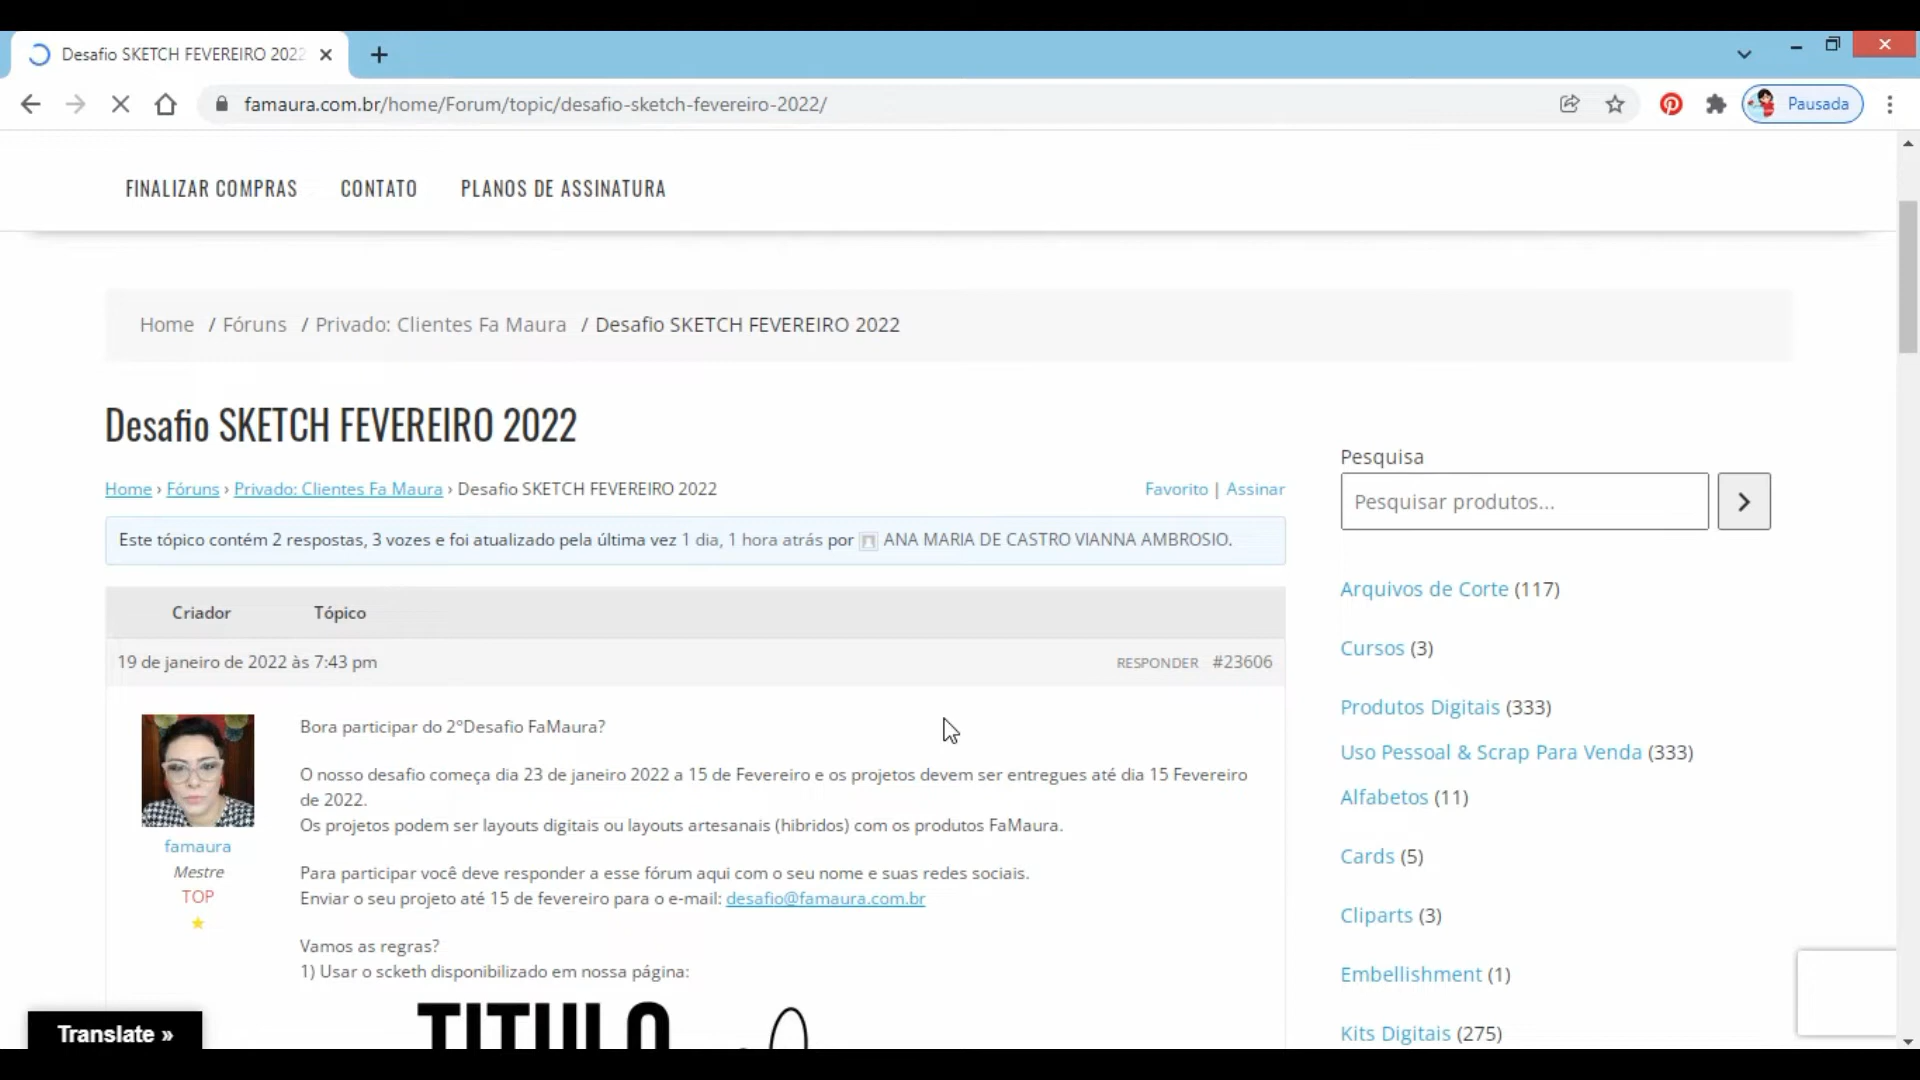 Desafio SKETCH FEVEREIRO 2022
famaura.com.br/home/Forum/topic/desafio-sketch-fevereiro-2022/
Pausada
FINALIZAR COMPRAS CONTATO PLANOS DE ASSINATURA
Home / Fóruns / Privado: Clientes Fa Maura / Desafio SKETCH FEVEREIRO 2022
Desafio SKETCH FEVEREIRO 2022
Home › Fóruns › Privado: Clientes Fa Maura › Desafio SKETCH FEVEREIRO 2022
Favorito | Assinar
Este tópico contém 2 respostas, 3 vozes e foi atualizado pela última vez 1 dia, 1 hora atrás por ANA MARIA DE CASTRO VIANNA AMBROSIO.
Criador Tópico
19 de janeiro de 2022 às 7:43 pm
RESPONDER #23606
famaura
Mestre
TOP
Bora participar do 2°Desafio FaMaura?
O nosso desafio começa dia 23 de janeiro 2022 a 15 de Fevereiro e os projetos devem ser entregues até dia 15 Fevereiro
de 2022.
Os projetos podem ser layouts digitais ou layouts artesanais (hibridos) com os produtos FaMaura.
Para participar você deve responder a esse fórum aqui com o seu nome e suas redes sociais.
Enviar o seu projeto até 15 de fevereiro para o e-mail: desafio@famaura.com.br
Vamos as regras?
1) Usar o scketh disponibilizado em nossa página:
TITULO
Pesquisa
Pesquisar produtos...
Arquivos de Corte (117)
Cursos (3)
Produtos Digitais (333)
Uso Pessoal & Scrap Para Venda (333)
Alfabetos (11)
Cards (5)
Cliparts (3)
Embellishment (1)
Kits Digitais (275)
Translate »